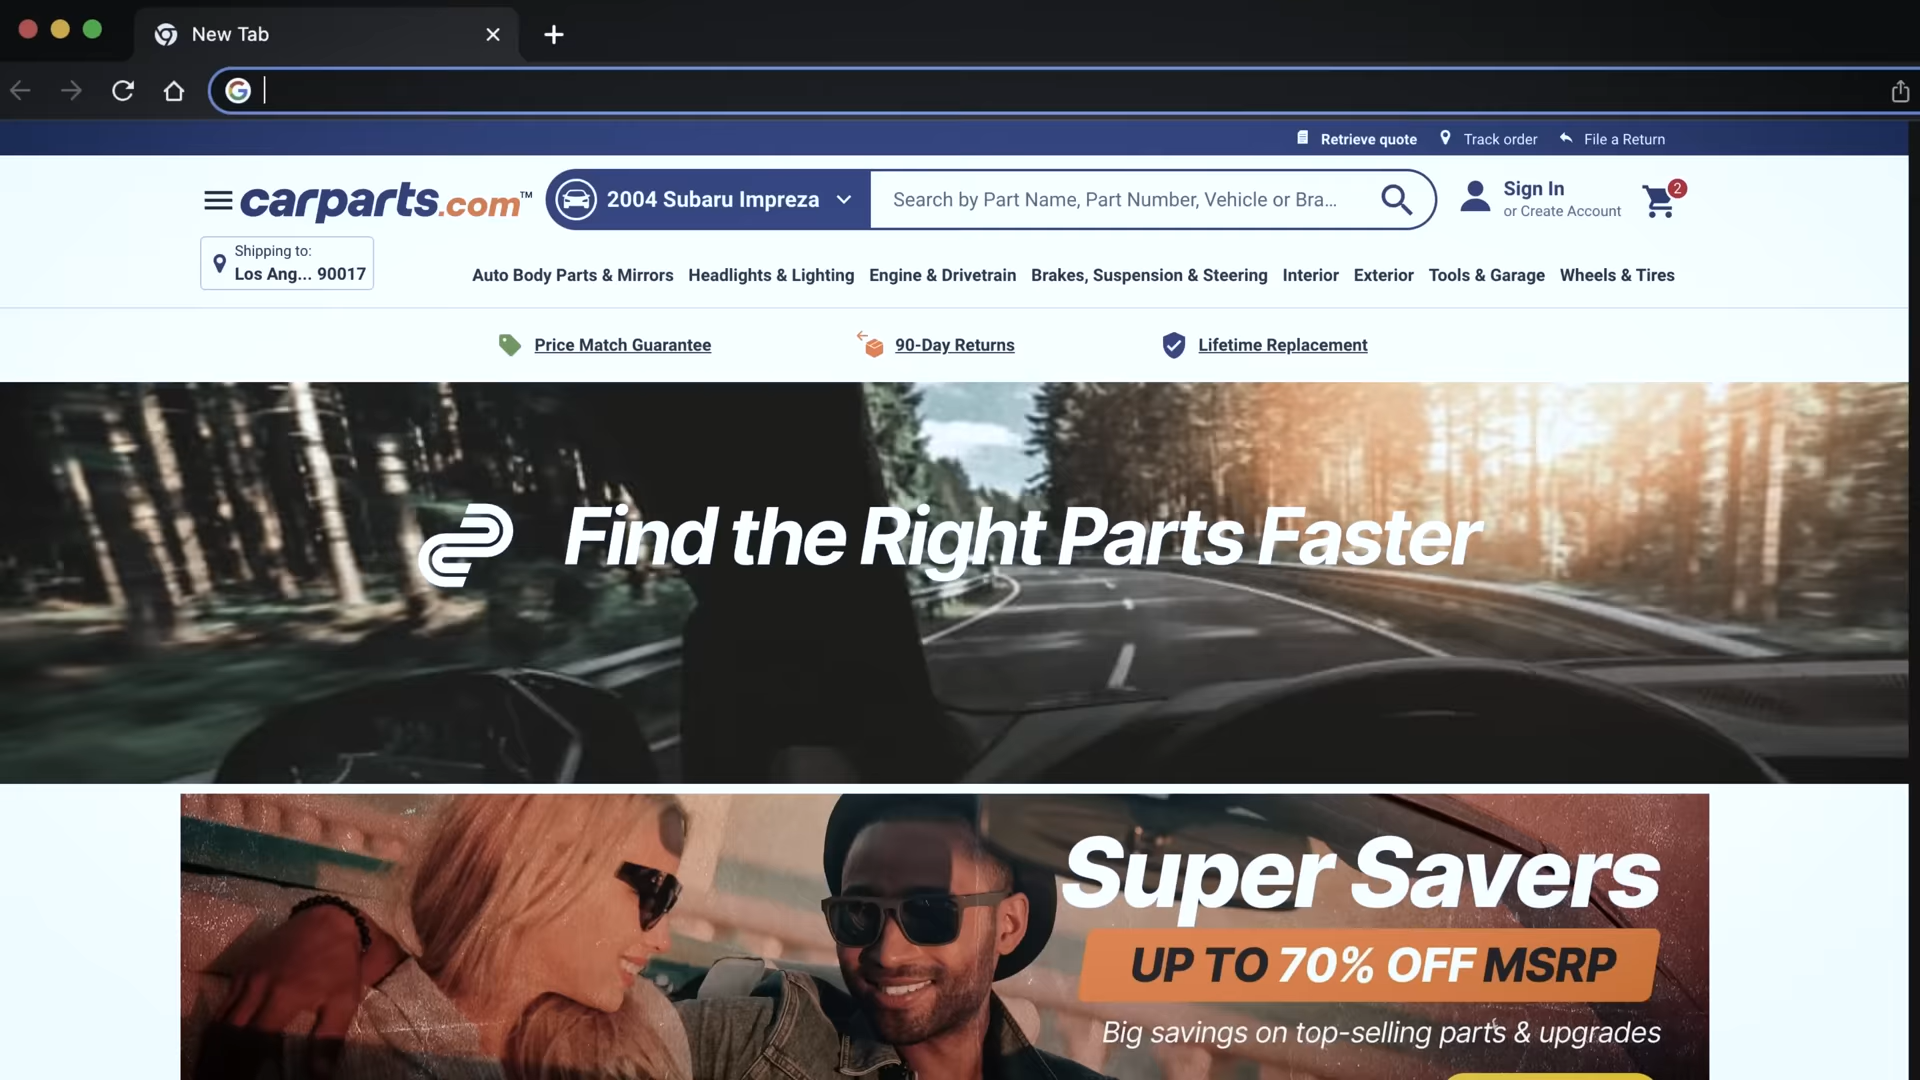 New Tab
Retrieve quote Track order File a Return
carparts.com™ 2004 Subaru Impreza Search by Part Name, Part Number, Vehicle or Bra... Sign In
or Create Account
2
Shipping to:
Los Ang... 90017
Auto Body Parts & Mirrors Headlights & Lighting Engine & Drivetrain Brakes, Suspension & Steering Interior Exterior Tools & Garage Wheels & Tires
Price Match Guarantee 90-Day Returns Lifetime Replacement
Find the Right Parts Faster
Super Savers
UP TO 70% OFF MSRP
Big savings on top-selling parts & upgrades